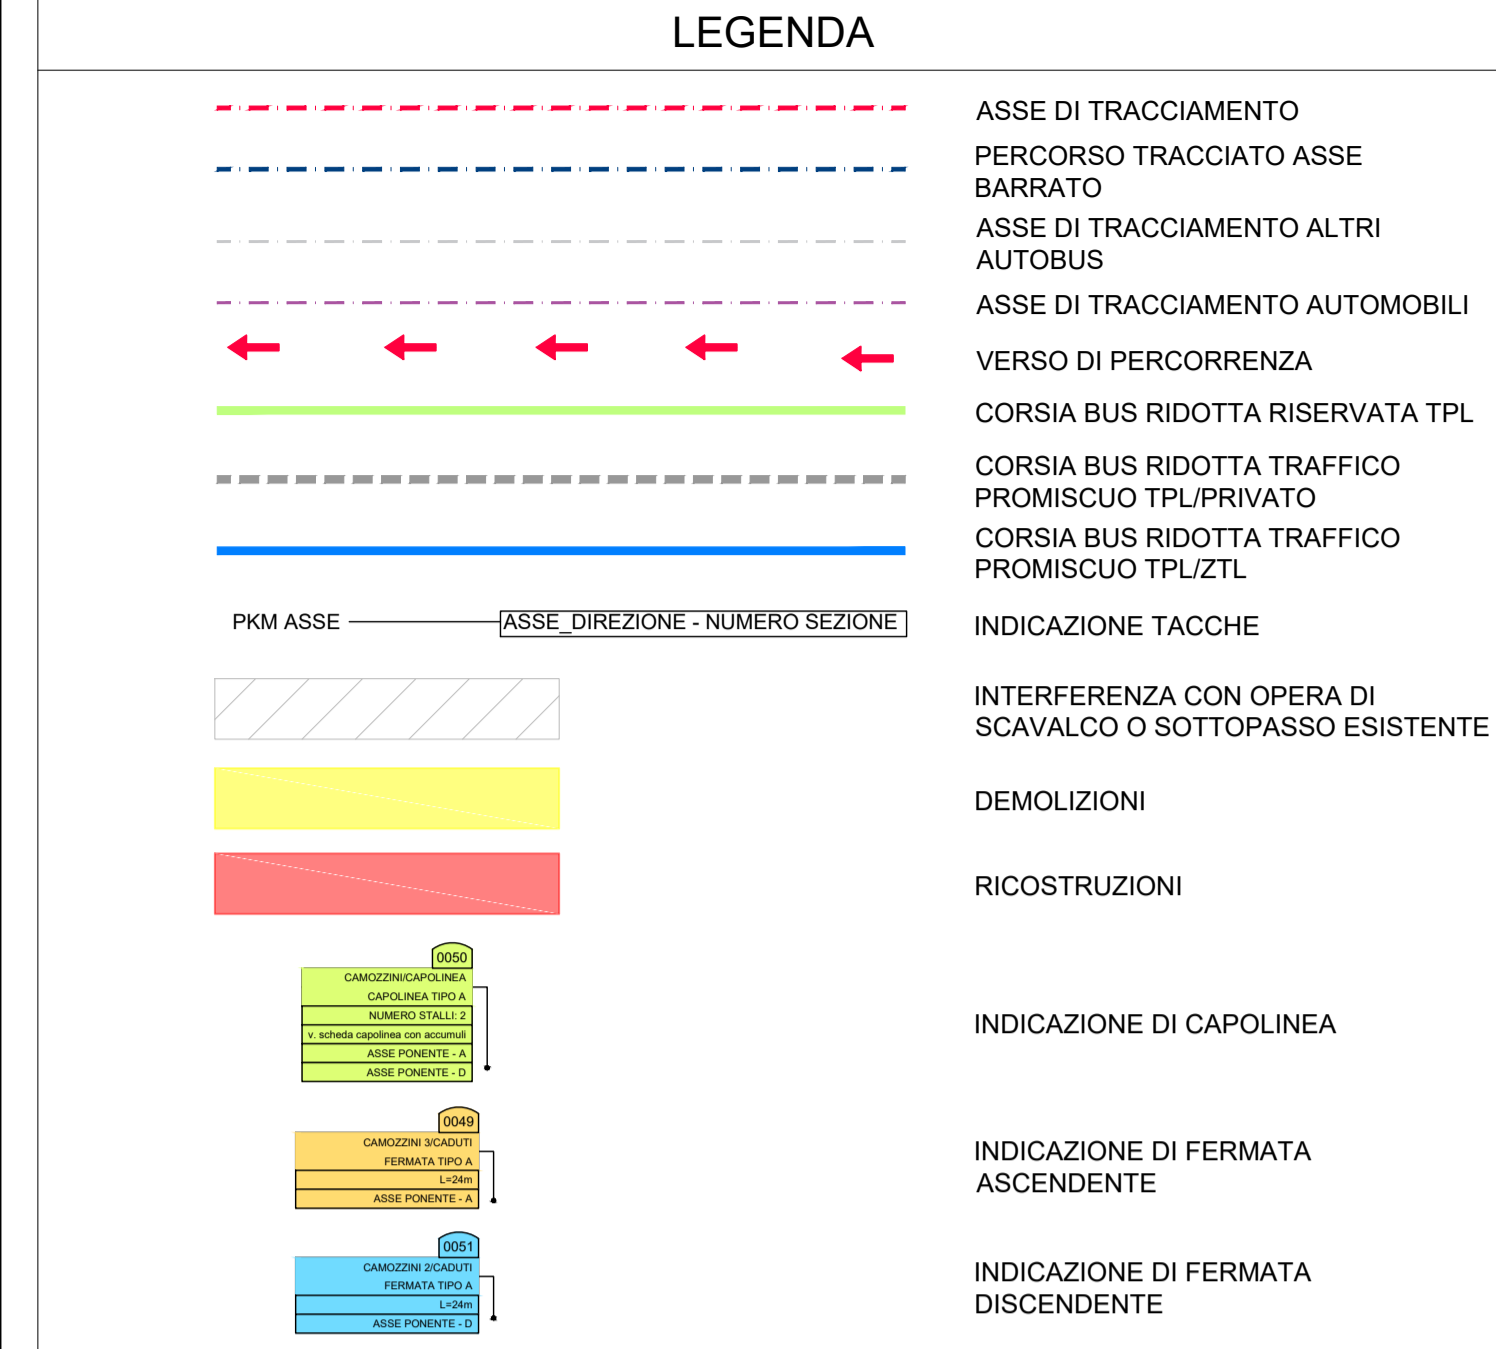 LEGENDA
ASSE DI TRACCIAMENTO
PERCORSO TRACCIATO ASSE
BARRATO
ASSE DI TRACCIAMENTO ALTRI
AUTOBUS
ASSE DI TRACCIAMENTO AUTOMOBILI
VERSO DI PERCORRENZA
CORSIA BUS RIDOTTA RISERVATA TPL
CORSIA BUS RIDOTTA TRAFFICO
PROMISCUO TPL/PRIVATO
CORSIA BUS RIDOTTA TRAFFICO
PROMISCUO TPL/ZTL
PKM ASSE
ASSE_DIREZIONE - NUMERO SEZIONE
INDICAZIONE TACCHE
INTERFERENZA CON OPERA DI
SCAVALCO O SOTTOPASSO ESISTENTE
DEMOLIZIONI
RICOSTRUZIONI
0050
CAMOZZINI/CAPOLINEA
CAPOLINEA TIPO A
NUMERO STALLI: 2
v. scheda capolinea con accumuli
ASSE PONENTE - A
ASSE PONENTE - D
INDICAZIONE DI CAPOLINEA
0049
CAMOZZINI 3/CADUTI
FERMATA TIPO A
L=24m
ASSE PONENTE - A
INDICAZIONE DI FERMATA
ASCENDENTE
0051
CAMOZZINI 2/CADUTI
FERMATA TIPO A
L=24m
ASSE PONENTE - D
INDICAZIONE DI FERMATA
DISCENDENTE